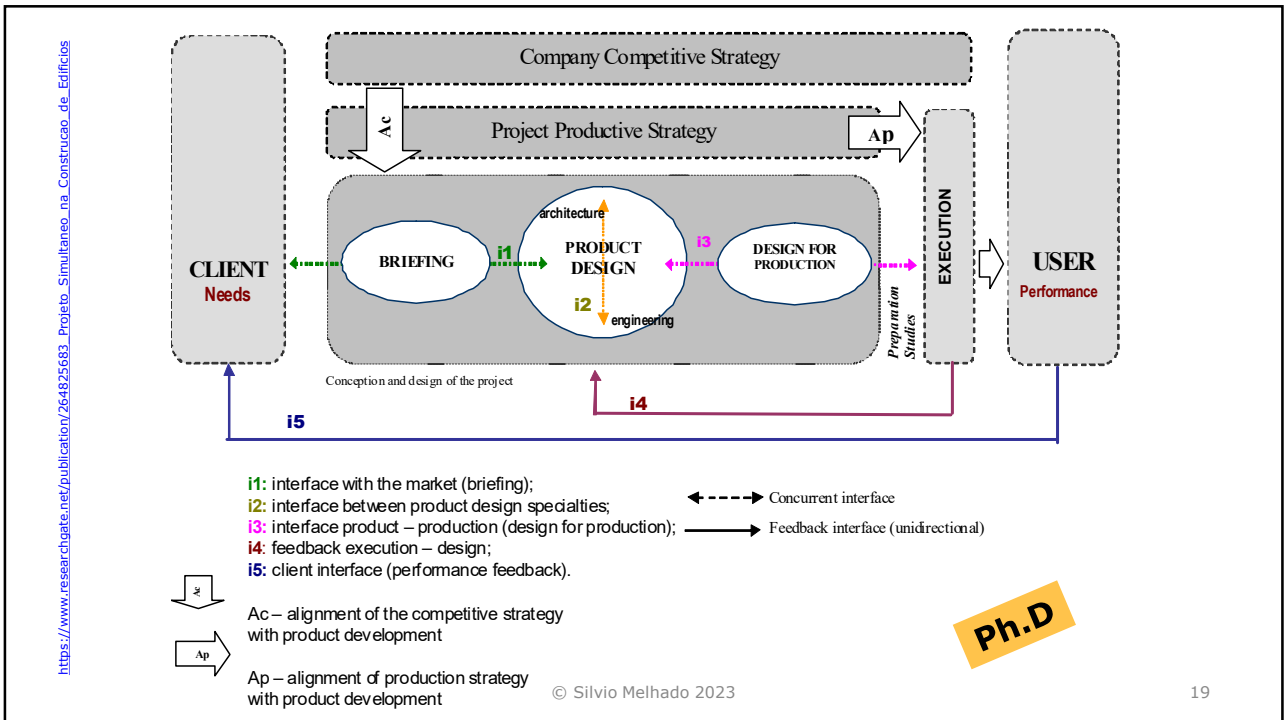 https://www.researchgate.net/publication/264825683_Projeto_Simultaneo_na_Construcao_de_Edificios
Company Competitive Strategy
Ac
Project Productive Strategy
Ap
CLIENT
Needs
BRIEFING
i1
architecture
PRODUCT
DESIGN
i2
engineering
i3
DESIGN FOR
PRODUCTION
Preparation
Studies
EXECUTION
USER
Performance
Conception and design of the project
i4
i5
i1: interface with the market (briefing);
i2: interface between product design specialties;
i3: interface product – production (design for production);
i4: feedback execution – design;
i5: client interface (performance feedback).
Concurrent interface
Feedback interface (unidirectional)
Ac
Ac – alignment of the competitive strategy
with product development
Ap
Ap – alignment of production strategy
with product development
Ph.D
© Silvio Melhado 2023
19